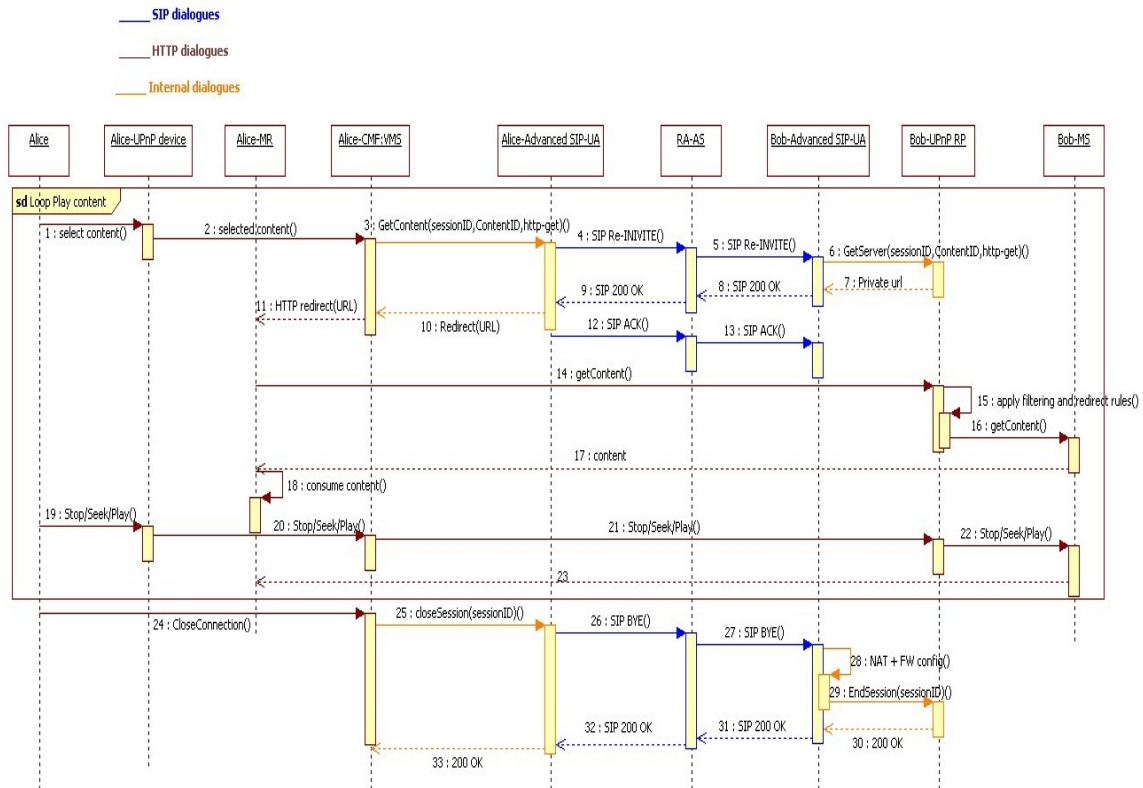 SIP dialogues
HTTP dialogues
Internal dialogues
Alice
Alice-UPnP device
Alice-MR
Alice-CMF:VMS
Alice-Advanced SIP-UA
RA-AS
Bob-Advanced SIP-UA
Bob-UPnP RP
Bob-MS
sd Loop Play content
1 : select content()
2 : selected content()
3 : GetContent(sessionID,ContentID,http-get)()
4 : SIP Re-INIVITE()
5 : SIP Re-INVITE()
6 : GetServer(sessionID,ContentID,http-get)()
7 : Private url
8 : SIP 200 OK
9 : SIP 200 OK
10 : Redirect(URL)
11 : HTTP redirect(URL)
12 : SIP ACK()
13 : SIP ACK()
14 : getContent()
15 : apply filtering and redirect rules()
16 : getContent()
17 : content
18 : consume content()
19 : Stop/Seek/Play()
20 : Stop/Seek/Play()
21 : Stop/Seek/Play()
22 : Stop/Seek/Play()
23
24 : CloseConnection()
25 : closeSession(sessionID)()
26 : SIP BYE()
27 : SIP BYE()
28 : NAT + FW config()
29 : EndSession(sessionID)()
30 : 200 OK
31 : SIP 200 OK
32 : SIP 200 OK
33 : 200 OK